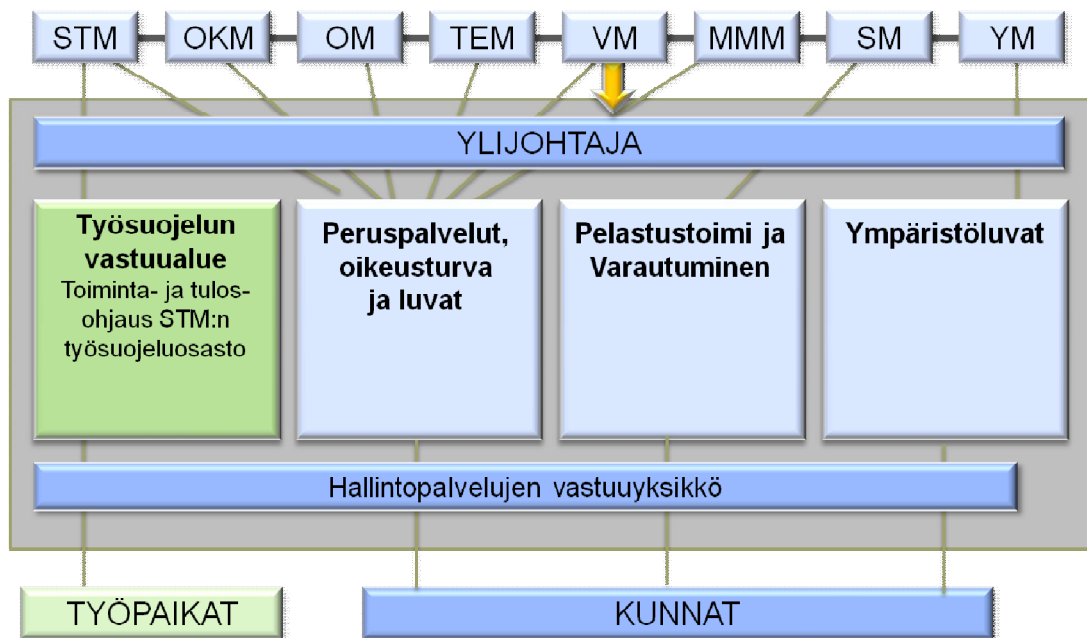 STM OKM OM TEM VM MMM SM YM
YLIJOHTAJA
Työsuojelun
vastuualue
Toiminta- ja tulos-
ohjaus STM:n
työsuojeluosasto
Peruspalvelut,
oikeusturva
ja luvat
Pelastustoimi ja
Varautuminen
Ympäristöluvat
Hallintopalvelujen vastuuyksikkö
TYÖPAIKAT
KUNNAT